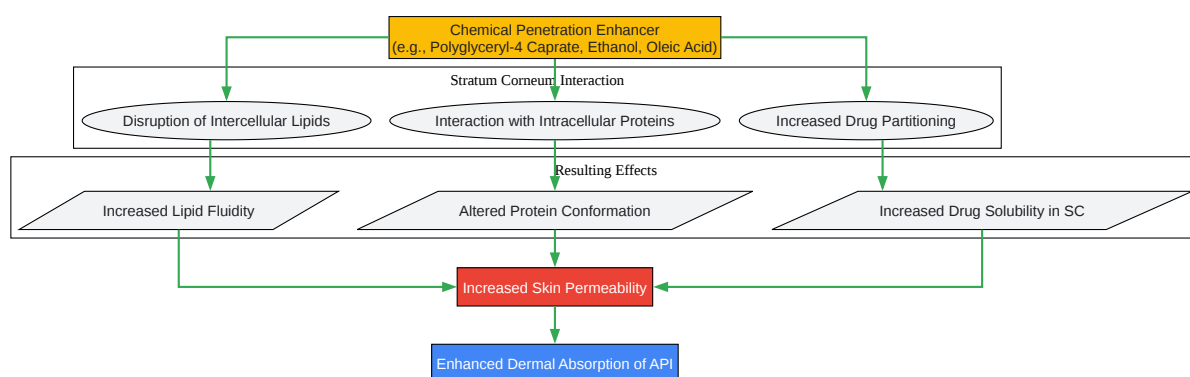 Chemical Penetration Enhancer
(e.g., Polyglyceryl-4 Caprate, Ethanol, Oleic Acid)
Stratum Corneum Interaction
Disruption of Intercellular Lipids
Interaction with Intracellular Proteins
Increased Drug Partitioning
Resulting Effects
Increased Lipid Fluidity
Altered Protein Conformation
Increased Drug Solubility in SC
Increased Skin Permeability
Enhanced Dermal Absorption of API